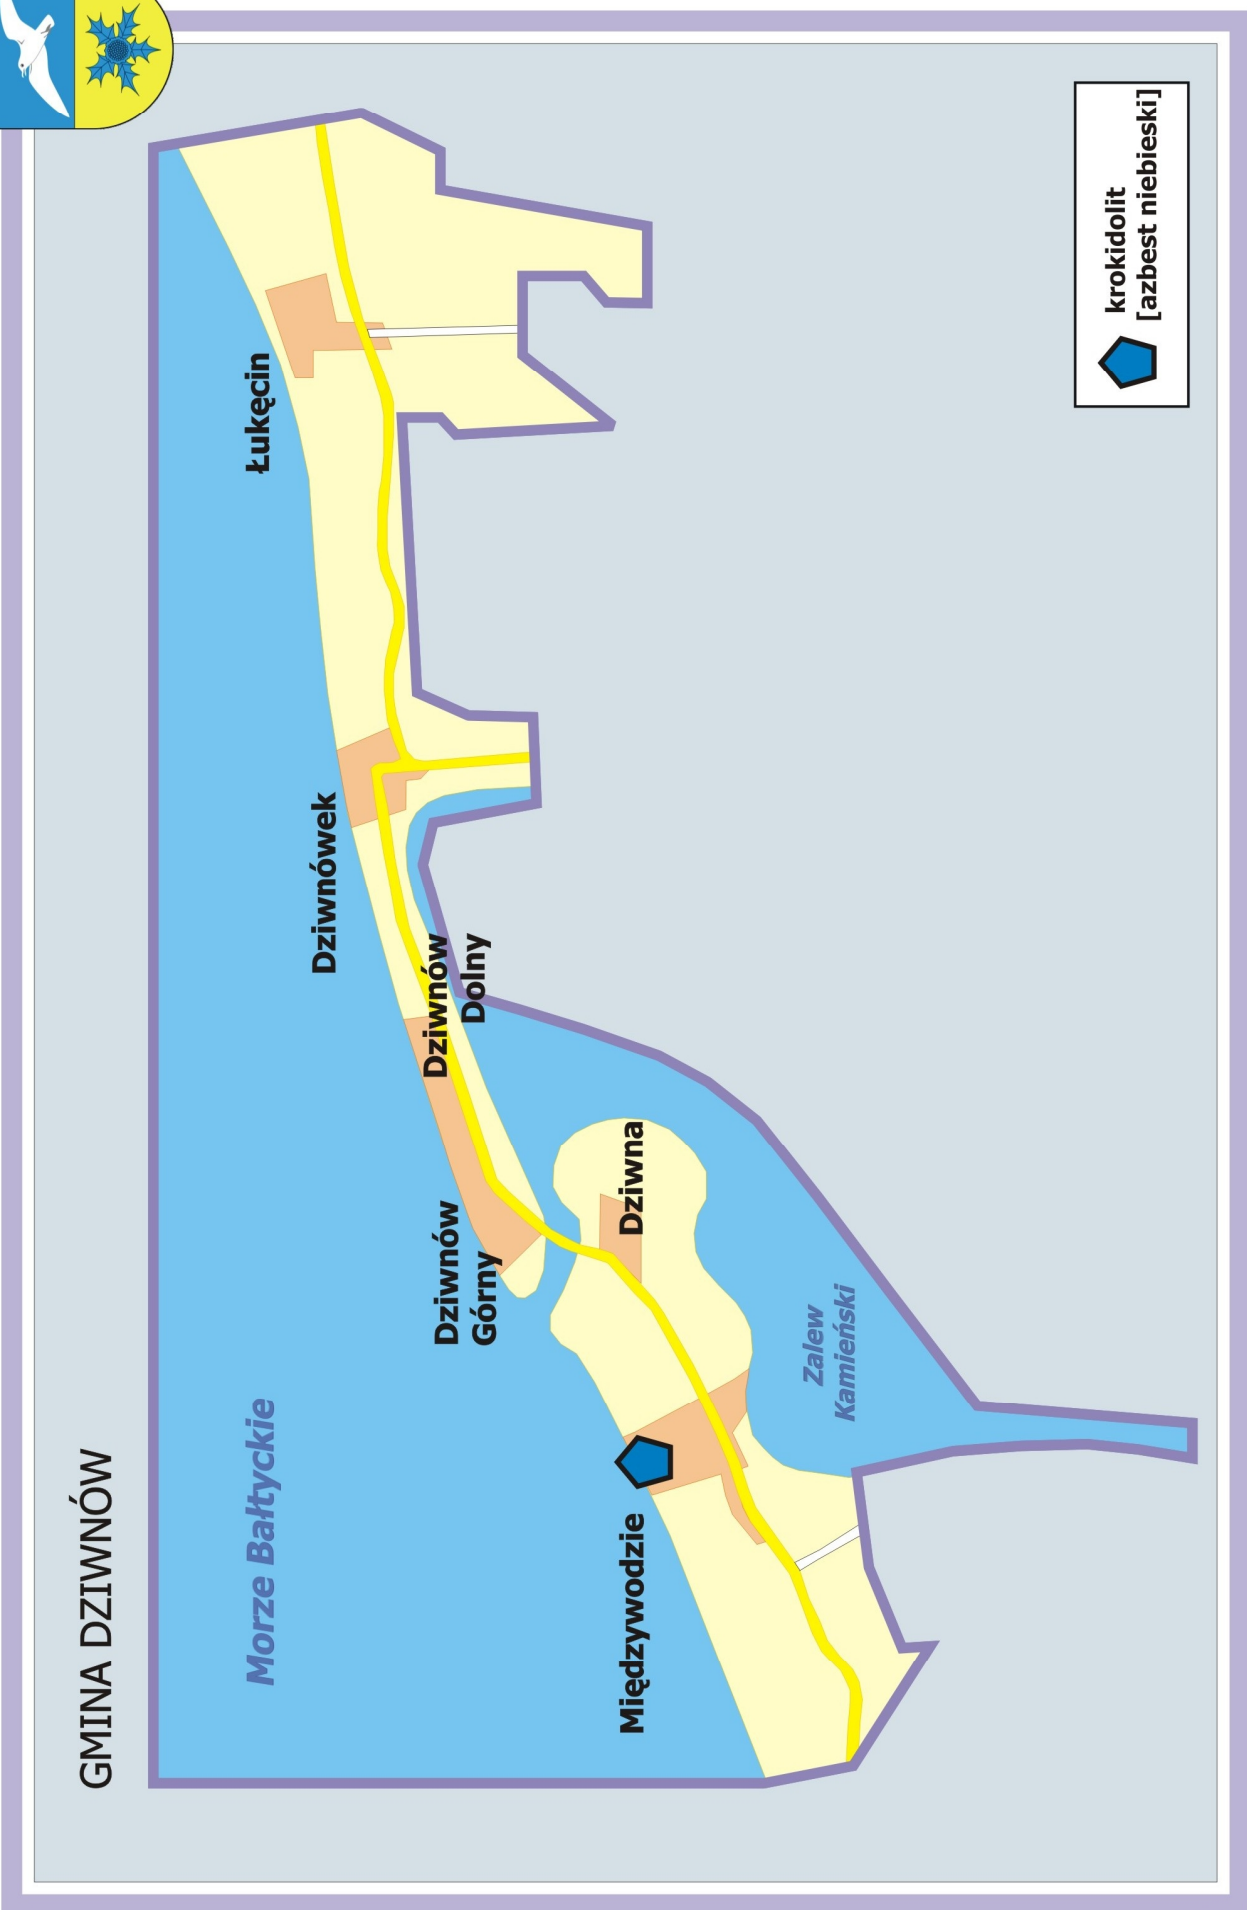 GMINA DZIWNÓW
Morze Bałtyckie
Łukęcin
Dziwnówek
Dziwnów
Dolny
Dziwnów
Górny
Dziwna
Międzywodzie
Zalew
Kamieński
krokidolit
[azbest niebieski]